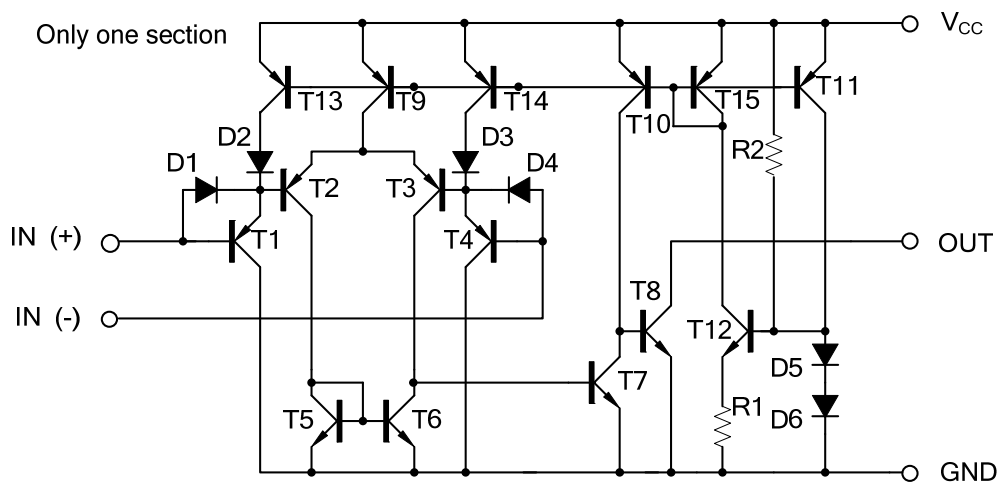 Only one section
VCC
T13
T9
T14
T10
T15
T11
D2
D3
R2
D1
D4
T2
T3
IN (+)
T1
T4
OUT
IN (-)
T8
T12
D5
T7
R1
D6
T5
T6
GND